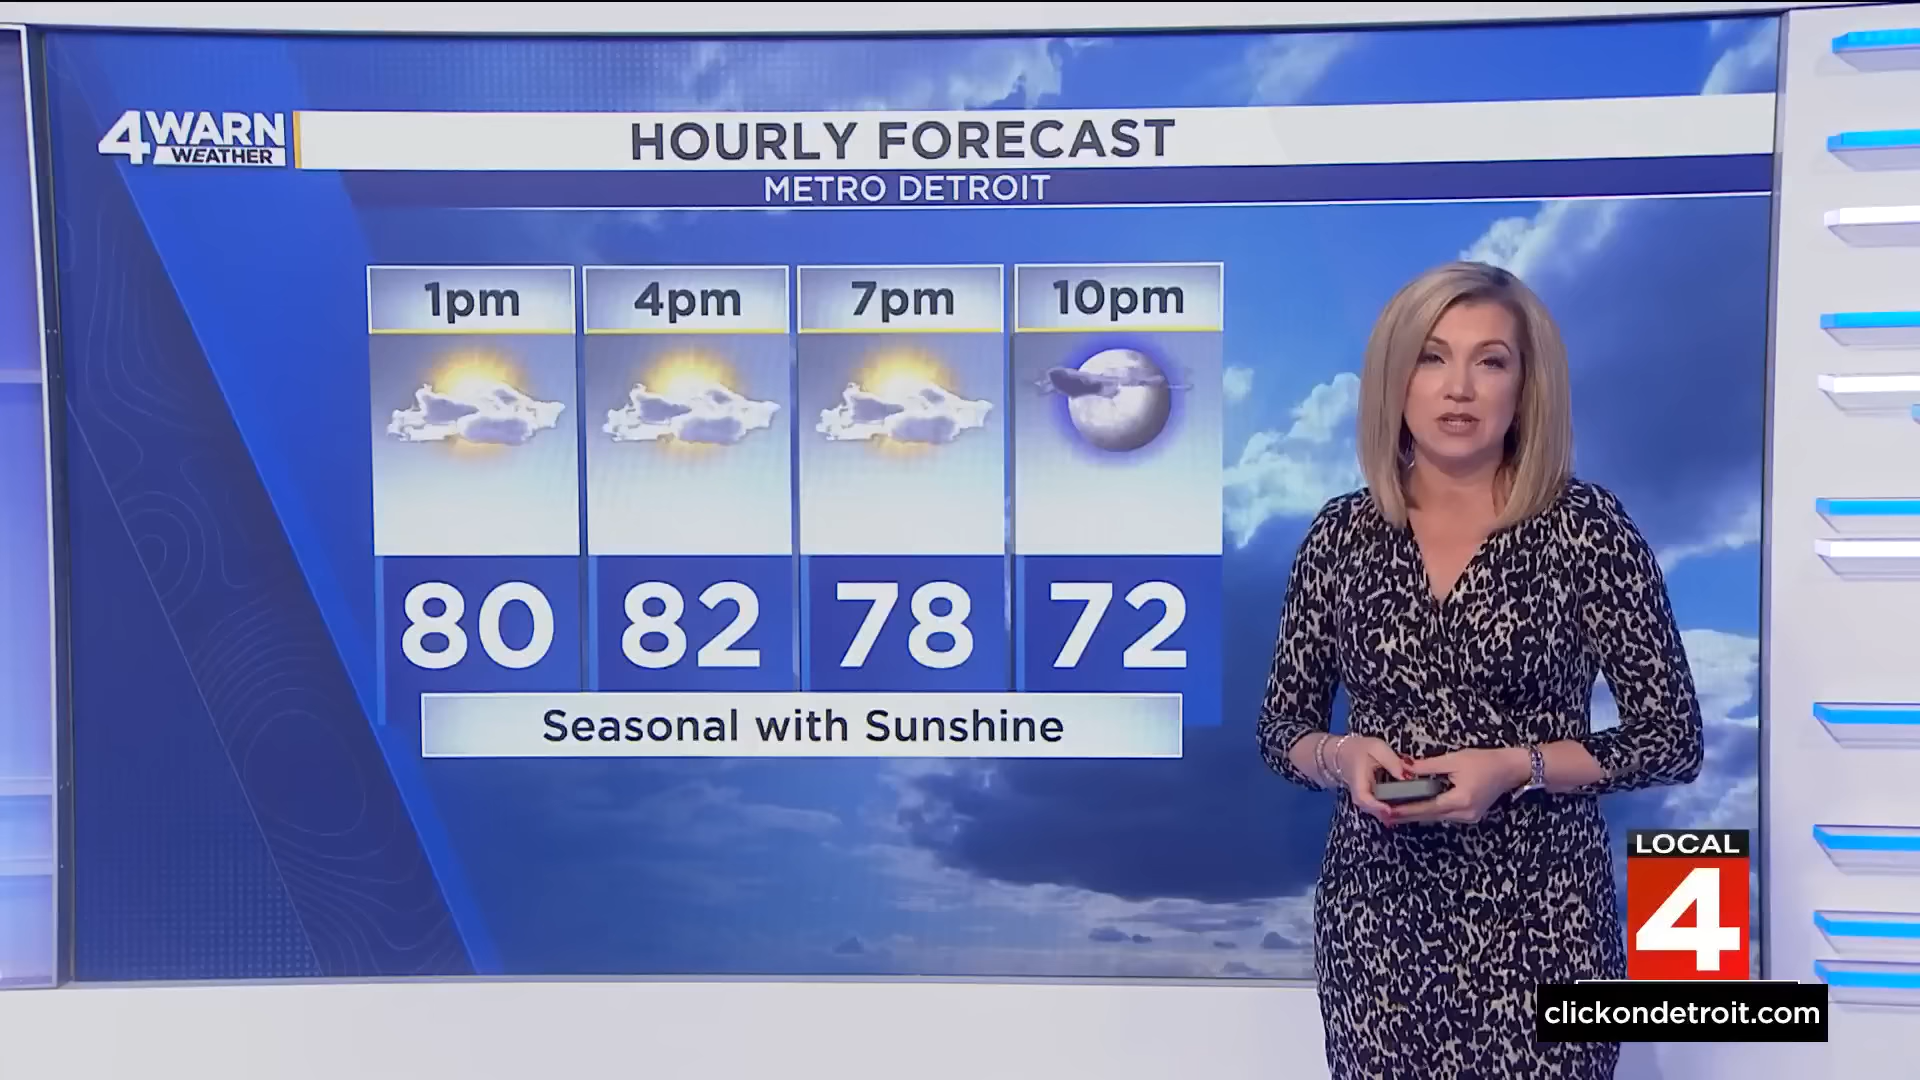 4WARN
WEATHER
HOURLY FORECAST
METRO DETROIT
1pm 4pm 7pm 10pm
80 82 78 72
Seasonal with Sunshine
LOCAL
4
clickondetroit.com